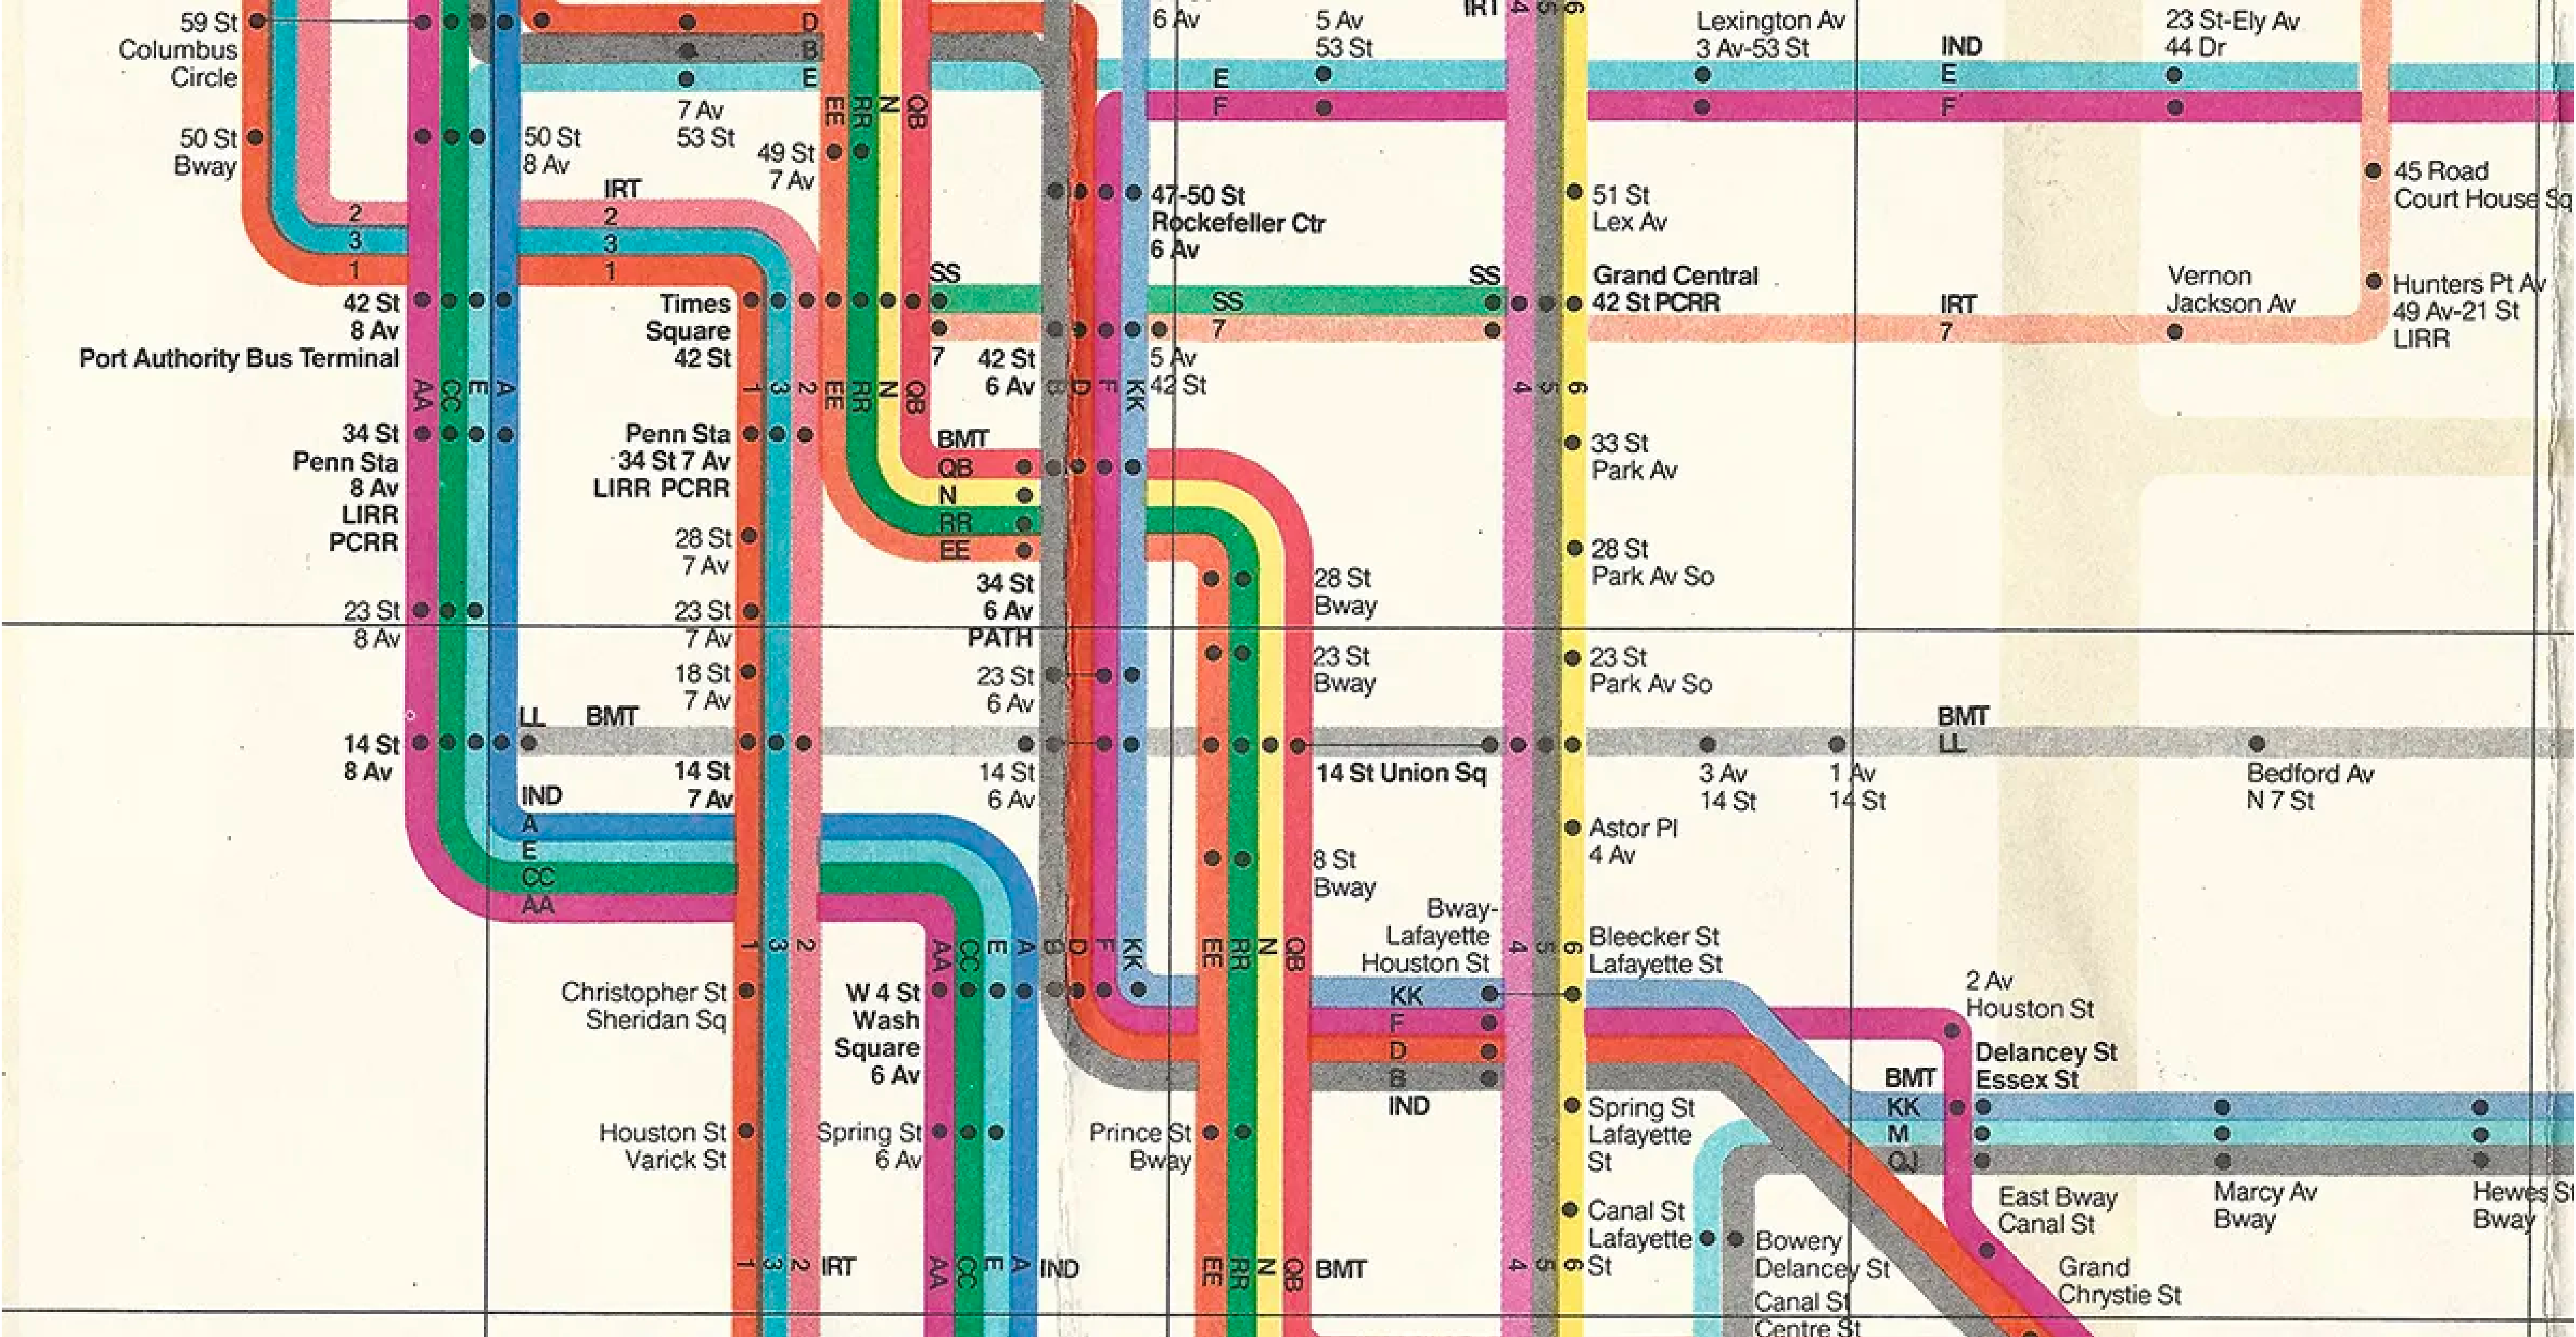 59 St
Columbus
Circle
D
B
E
7 Av
53 St
6 Av
5 Av
53 St
IRT
4
5
6
Lexington Av
3 Av-53 St
IND
E
F
23 St-Ely Av
44 Dr
E
F
EE
RR
N
QB
50 St
Bway
50 St
8 Av
49 St
7 Av
47-50 St
Rockefeller Ctr
6 Av
51 St
Lex Av
45 Road
Court House Sq
IRT
2
3
1
2
3
1
42 St
8 Av
Port Authority Bus Terminal
Times
Square
42 St
SS
7
42 St
6 Av
SS
7
5 Av
42 St
SS
Grand Central
42 St PCRR
IRT
7
Vernon
Jackson Av
Hunters Pt Av
49 Av-21 St
LIRR
AA
CC
E
A
1
3
2
EE
RR
N
QB
B
D
F
KK
4
5
6
34 St
Penn Sta
8 Av
LIRR
PCRR
Penn Sta
34 St 7 Av
LIRR PCRR
BMT
QB
N
RR
EE
34 St
6 Av
PATH
33 St
Park Av
28 St
7 Av
28 St
Bway
28 St
Park Av So
23 St
8 Av
23 St
7 Av
23 St
6 Av
23 St
Bway
23 St
Park Av So
18 St
7 Av
LL
BMT
14 St
8 Av
14 St
7 Av
14 St
6 Av
14 St Union Sq
3 Av
14 St
1 Av
14 St
BMT
LL
Bedford Av
N 7 St
IND
A
E
CC
AA
8 St
Bway
Astor Pl
4 Av
1
3
2
AA
CC
E
A
B
D
F
KK
EE
RR
N
QB
Bway-
Lafayette
Houston St
4
5
6
Bleecker St
Lafayette St
Christopher St
Sheridan Sq
W 4 St
Wash
Square
6 Av
KK
F
D
B
IND
2 Av
Houston St
Delancey St
Essex St
BMT
KK
M
QJ
Houston St
Varick St
Spring St
6 Av
Prince St
Bway
Spring St
Lafayette
St
East Bway
Canal St
Marcy Av
Bway
Hewes St
Bway
Canal St
Lafayette
St
Bowery
Delancey St
Canal St
Centre St
Grand
Chrystie St
1
3
2
IRT
AA
CC
E
A
IND
EE
RR
N
QB
BMT
4
5
6